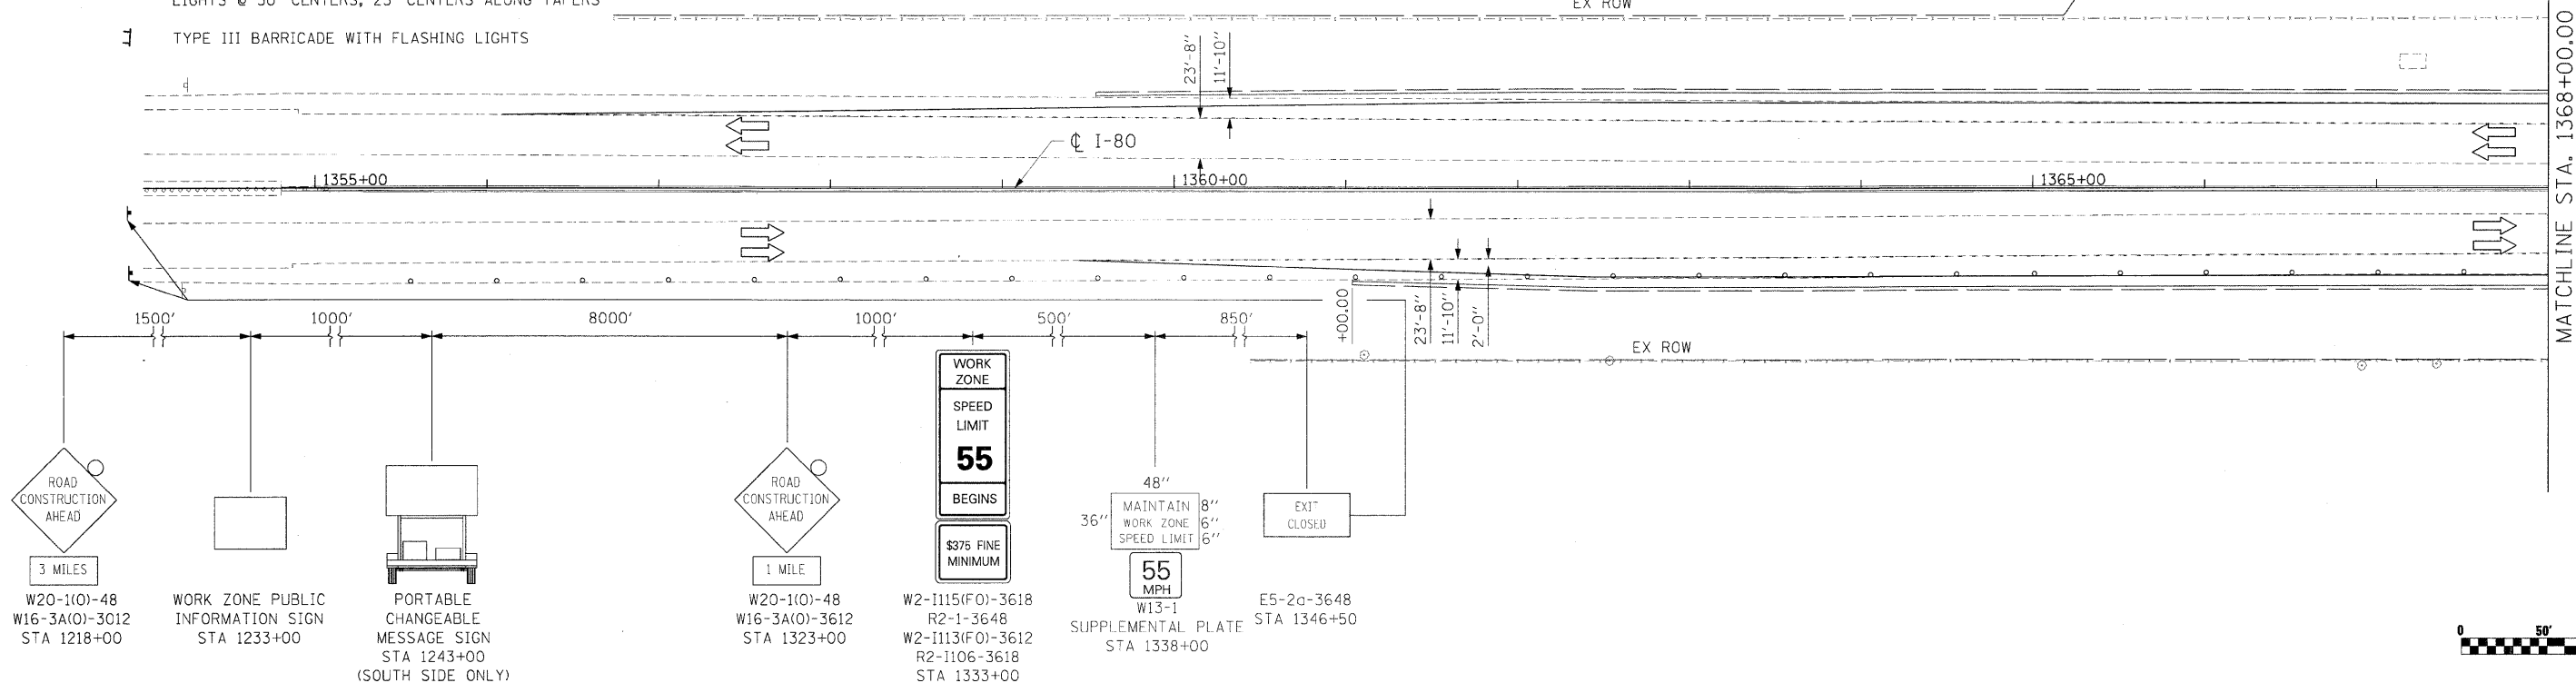 LIGHTS @ 50' CENTERS, 25' CENTERS ALONG TAPERS
TYPE III BARRICADE WITH FLASHING LIGHTS
EX ROW
23'-8"
11'-10"
℄ I-80
1355+00
1360+00
1365+00
MATCHLINE STA. 1368+00.00
+00.00
23'-8"
11'-10"
2'-0"
EX ROW
1500'
1000'
8000'
1000'
500'
850'
ROAD
CONSTRUCTION
AHEAD
3 MILES
W20-1(O)-48
W16-3A(O)-3012
STA 1218+00
WORK ZONE PUBLIC
INFORMATION SIGN
STA 1233+00
PORTABLE
CHANGEABLE
MESSAGE SIGN
STA 1243+00
(SOUTH SIDE ONLY)
ROAD
CONSTRUCTION
AHEAD
1 MILE
W20-1(O)-48
W16-3A(O)-3612
STA 1323+00
WORK
ZONE
SPEED
LIMIT
55
BEGINS
$375 FINE
MINIMUM
W2-I115(FO)-3618
R2-1-3648
W2-I113(FO)-3612
R2-I106-3618
STA 1333+00
48"
36"
MAINTAIN 8"
WORK ZONE 6"
SPEED LIMIT 6"
55
MPH
W13-1
SUPPLEMENTAL PLATE
STA 1338+00
EXIT
CLOSED
E5-2a-3648
STA 1346+50
0 50'